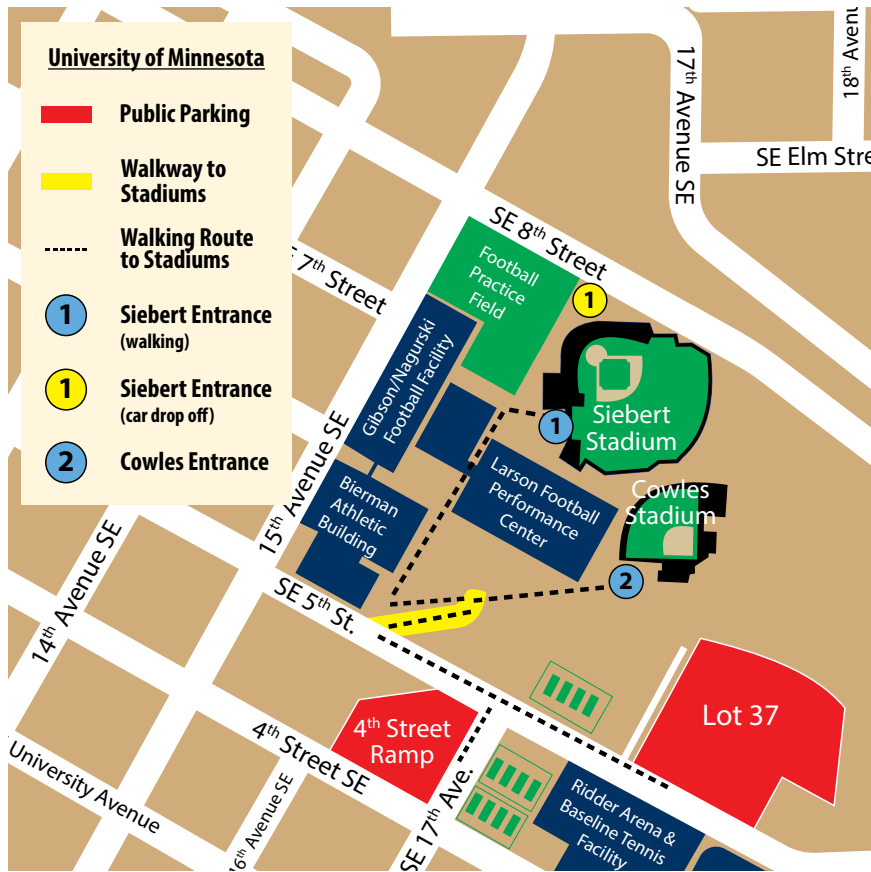 University of Minnesota
Public Parking
Walkway to
Stadiums
Walking Route
to Stadiums
1
Siebert Entrance
(walking)
1
Siebert Entrance
(car drop off)
2
Cowles Entrance
17th Avenue SE
18th Avenu
SE Elm Stre
SE 8th Street
E 7th Street
Football
Practice
Field
1
Gibson/Nagurski
Football Facility
1
Siebert
Stadium
15th Avenue SE
Bierman
Athletic
Building
Larson Football
Performance
Center
Cowles
Stadium
2
14th Avenue SE
SE 5th St.
Lot 37
4th Street
Ramp
4th Street SE
University Avenue
16th Avenue SE
SE 17th Ave.
Ridder Arena &
Baseline Tennis
Facility